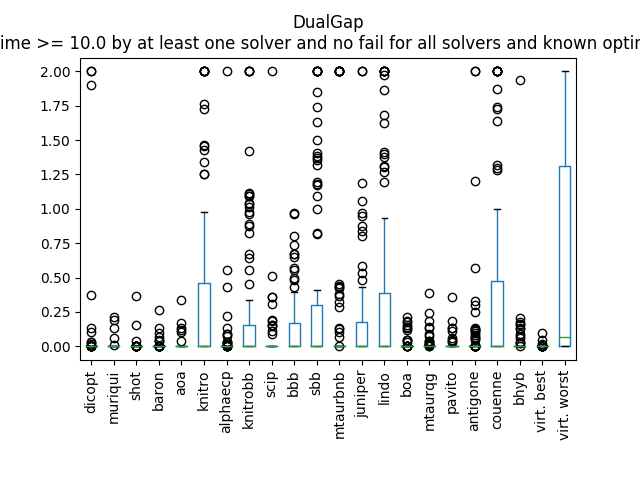 DualGap
ime >= 10.0 by at least one solver and no fail for all solvers and known optim
2.00
1.75
1.50
1.25
1.00
0.75
0.50
0.25
0.00
dicopt
muriqui
shot
baron
aoa
knitro
alphaecp
knitrobb
scip
bbb
sbb
mtaurbnb
juniper
lindo
boa
mtaurqg
pavito
antigone
couenne
bhyb
virt. best
virt. worst